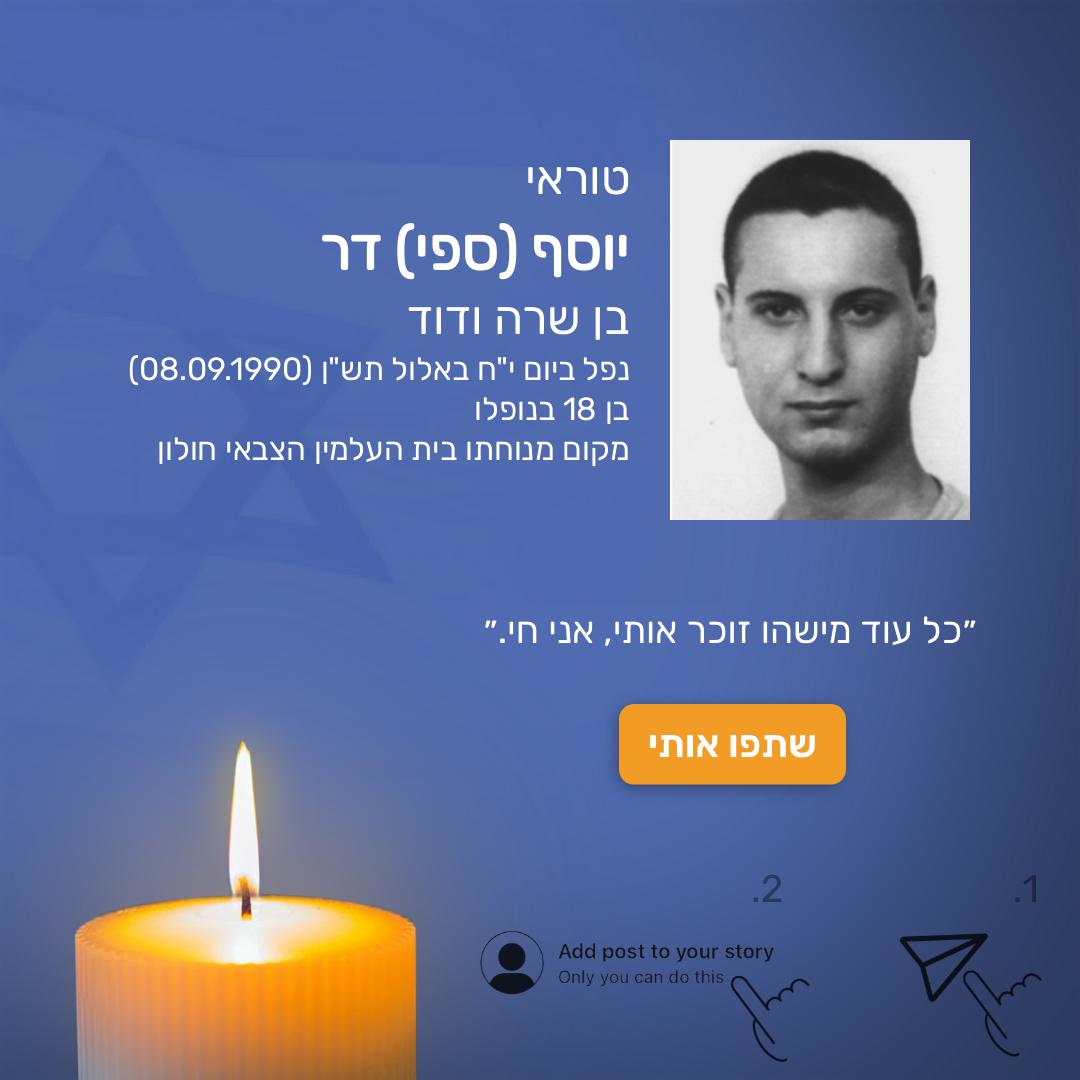 טוראי
יוסף (ספי) דר
בן שרה ודוד
נפל ביום י"ח באלול תש"ן (08.09.1990)
בן 18 בנופלו
מקום מנוחתו בית העלמין הצבאי חולון
״כל עוד מישהו זוכר אותי, אני חי.״
שתפו אותי
1.
2.
Add post to your story
Only you can do this